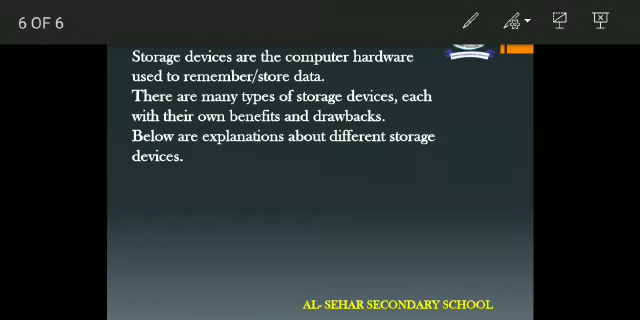 6 OF 6
Storage devices are the computer hardware
used to remember/store data.
There are many types of storage devices, each
with their own benefits and drawbacks.
Below are explanations about different storage
devices.
AL- SEHAR SECONDARY SCHOOL